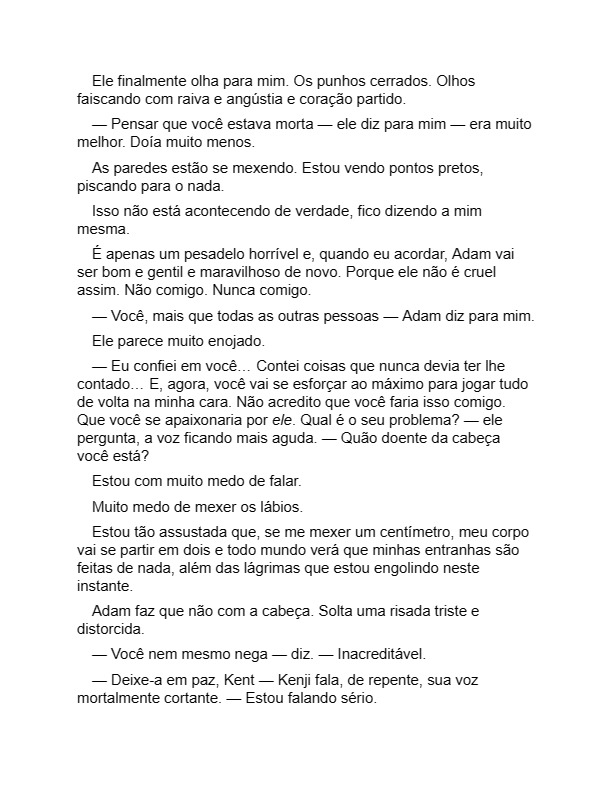 Ele finalmente olha para mim. Os punhos cerrados. Olhos
faiscando com raiva e angústia e coração partido.
— Pensar que você estava morta — ele diz para mim — era muito
melhor. Doía muito menos.
As paredes estão se mexendo. Estou vendo pontos pretos,
piscando para o nada.
Isso não está acontecendo de verdade, fico dizendo a mim
mesma.
É apenas um pesadelo horrível e, quando eu acordar, Adam vai
ser bom e gentil e maravilhoso de novo. Porque ele não é cruel
assim. Não comigo. Nunca comigo.
— Você, mais que todas as outras pessoas — Adam diz para mim.
Ele parece muito enojado.
— Eu confiei em você… Contei coisas que nunca devia ter lhe
contado… E, agora, você vai se esforçar ao máximo para jogar tudo
de volta na minha cara. Não acredito que você faria isso comigo.
Que você se apaixonaria por ele. Qual é o seu problema? — ele
pergunta, a voz ficando mais aguda. — Quão doente da cabeça
você está?
Estou com muito medo de falar.
Muito medo de mexer os lábios.
Estou tão assustada que, se me mexer um centímetro, meu corpo
vai se partir em dois e todo mundo verá que minhas entranhas são
feitas de nada, além das lágrimas que estou engolindo neste
instante.
Adam faz que não com a cabeça. Solta uma risada triste e
distorcida.
— Você nem mesmo nega — diz. — Inacreditável.
— Deixe-a em paz, Kent — Kenji fala, de repente, sua voz
mortalmente cortante. — Estou falando sério.